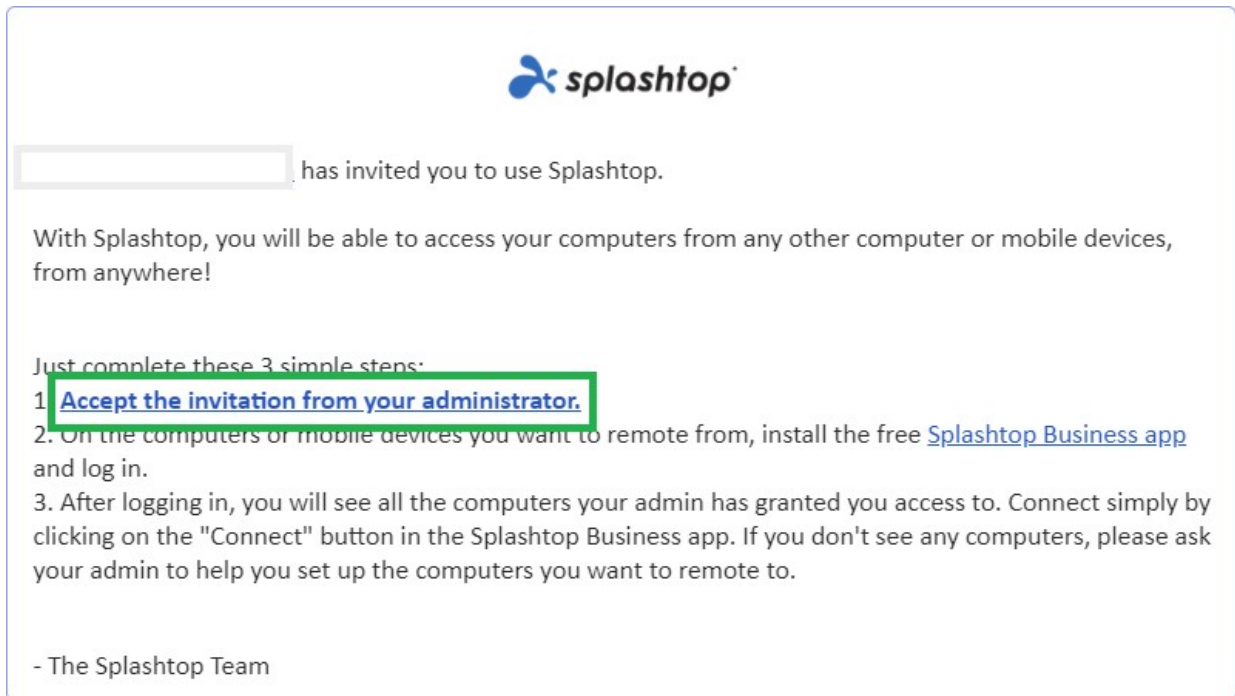 splashtop
has invited you to use Splashtop.
With Splashtop, you will be able to access your computers from any other computer or mobile devices,
from anywhere!
Just complete these 3 simple steps:
1 Accept the invitation from your administrator.
2. On the computers or mobile devices you want to remote from, install the free Splashtop Business app
and log in.
3. After logging in, you will see all the computers your admin has granted you access to. Connect simply by
clicking on the "Connect" button in the Splashtop Business app. If you don't see any computers, please ask
your admin to help you set up the computers you want to remote to.
- The Splashtop Team